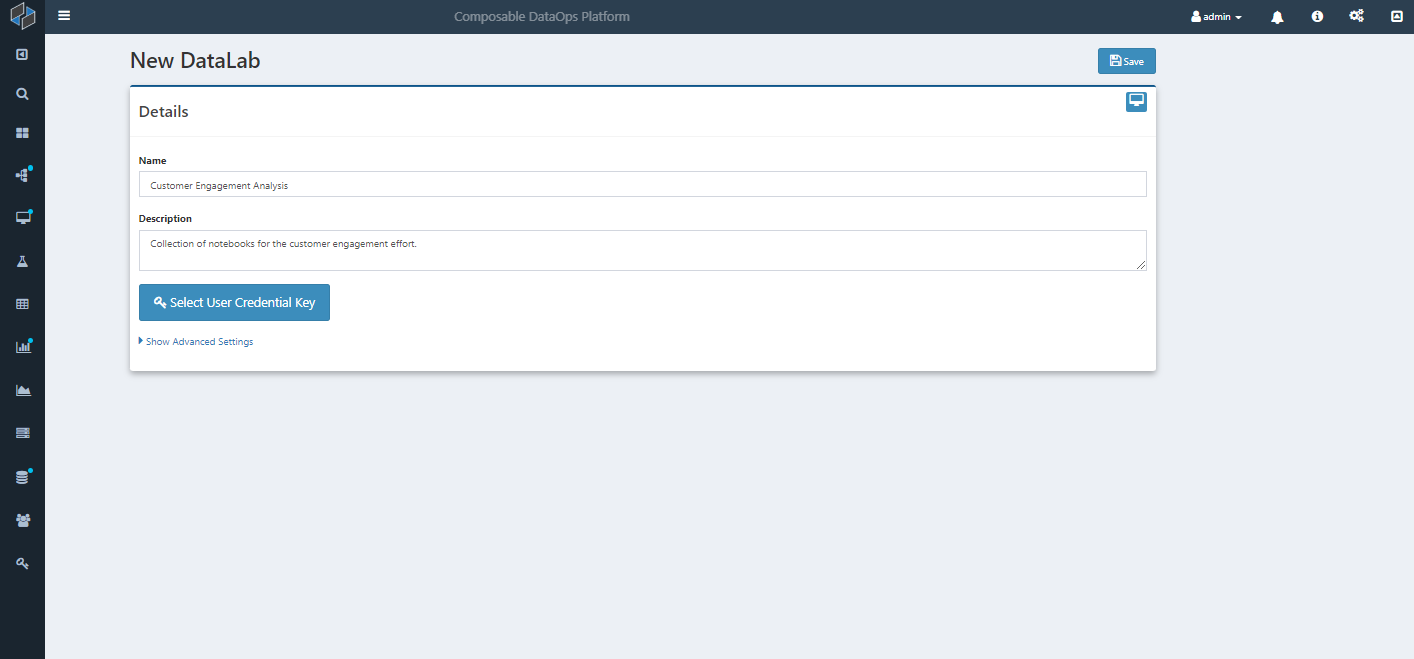 Composable DataOps Platform
admin
New DataLab
Save
Details
Name
Customer Engagement Analysis
Description
Collection of notebooks for the customer engagement effort.
Select User Credential Key
Show Advanced Settings